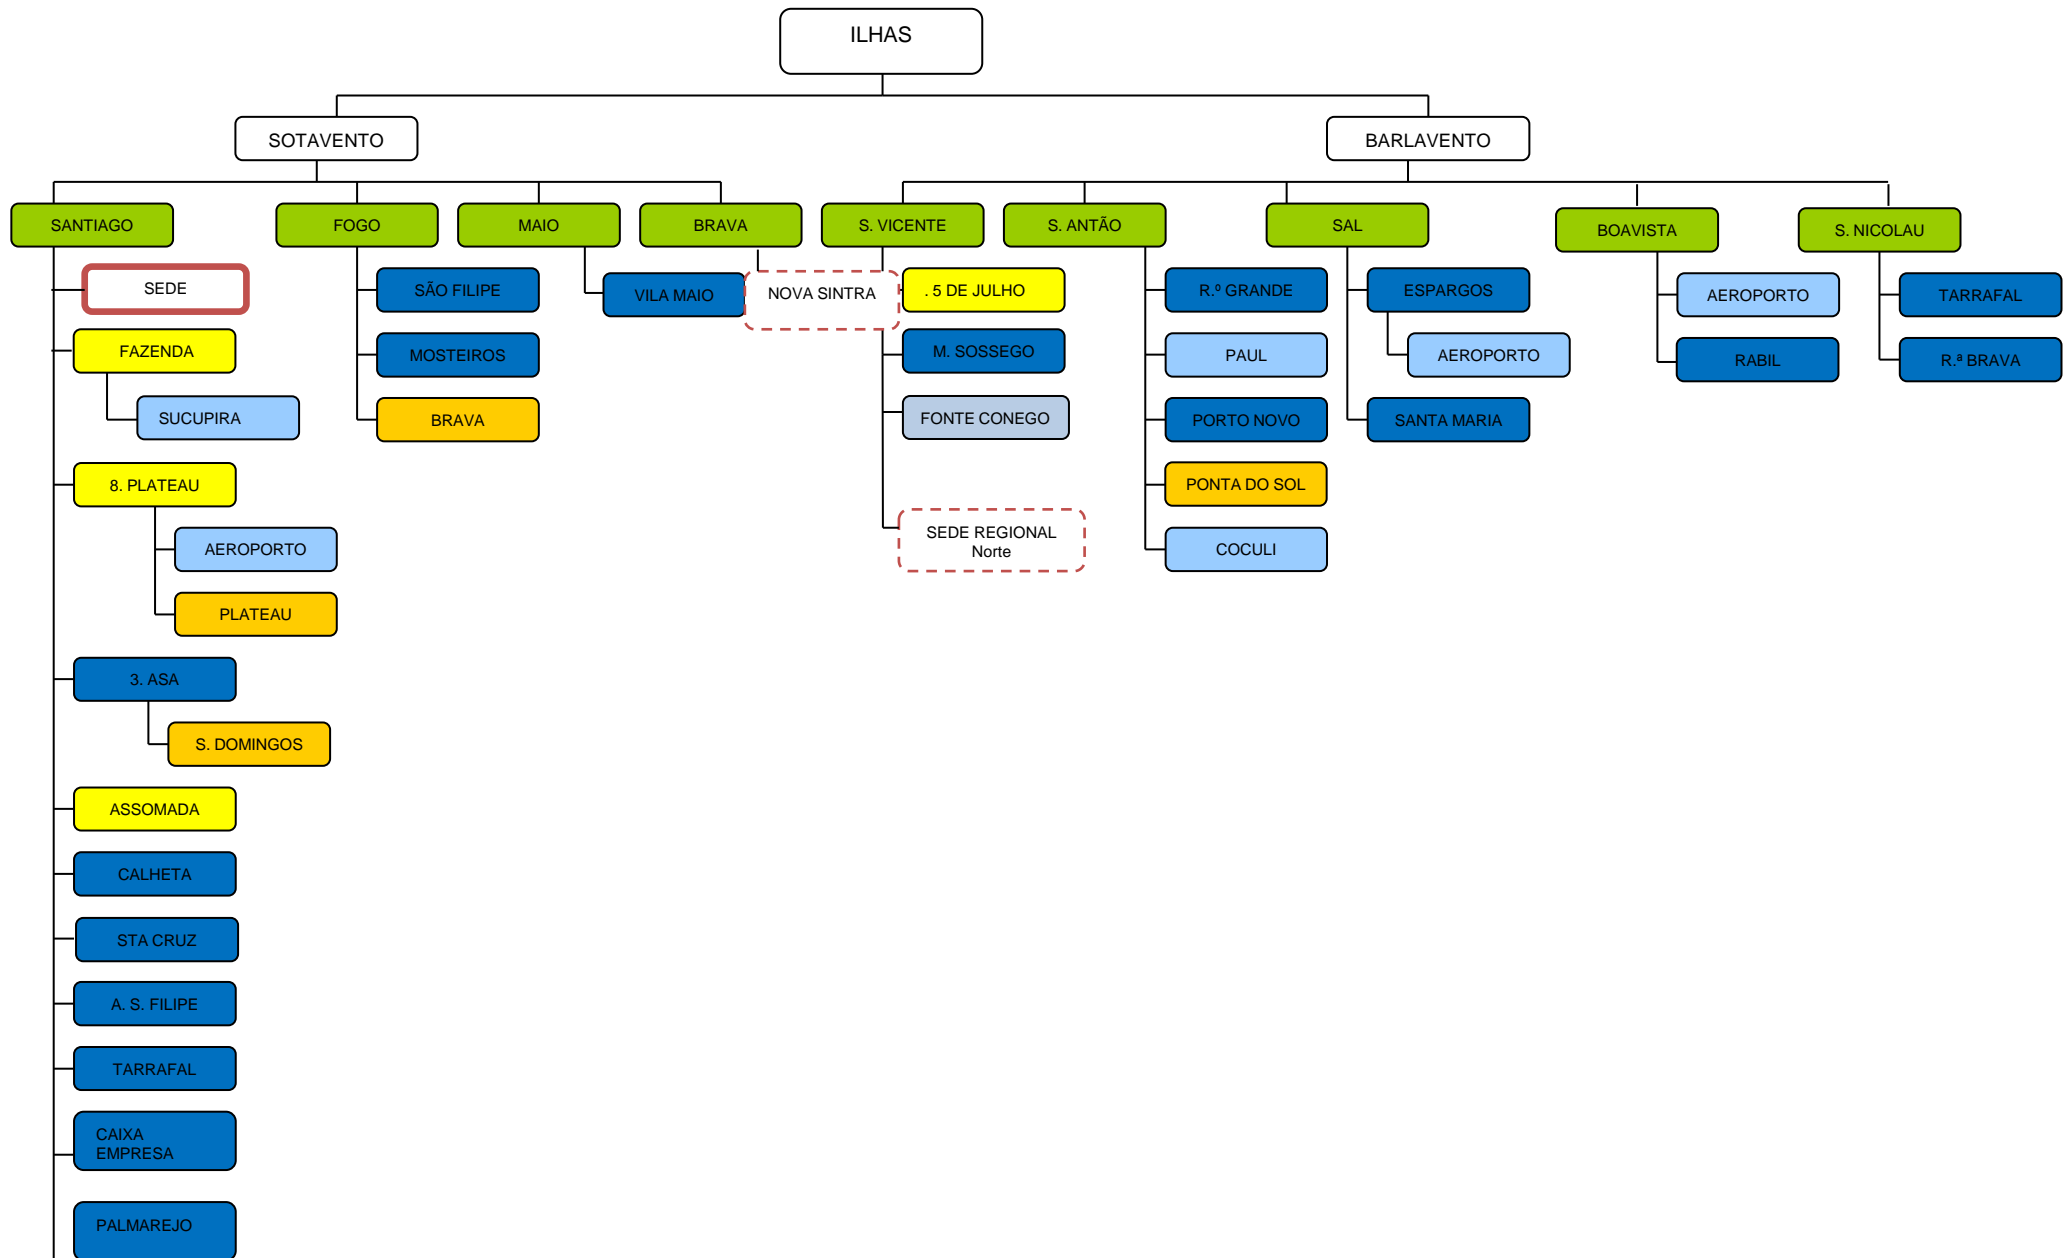 ILHAS
SOTAVENTO
BARLAVENTO
SANTIAGO
FOGO
MAIO
BRAVA
S. VICENTE
S. ANTÃO
SAL
BOAVISTA
S. NICOLAU
SEDE
FAZENDA
SUCUPIRA
8. PLATEAU
AEROPORTO
PLATEAU
3. ASA
S. DOMINGOS
ASSOMADA
CALHETA
STA CRUZ
A. S. FILIPE
TARRAFAL
CAIXA
EMPRESA
PALMAREJO
SÃO FILIPE
MOSTEIROS
BRAVA
VILA MAIO
NOVA SINTRA
. 5 DE JULHO
M. SOSSEGO
FONTE CONEGO
SEDE REGIONAL
Norte
R.º GRANDE
PAUL
PORTO NOVO
PONTA DO SOL
COCULI
ESPARGOS
AEROPORTO
SANTA MARIA
AEROPORTO
RABIL
TARRAFAL
R.ª BRAVA